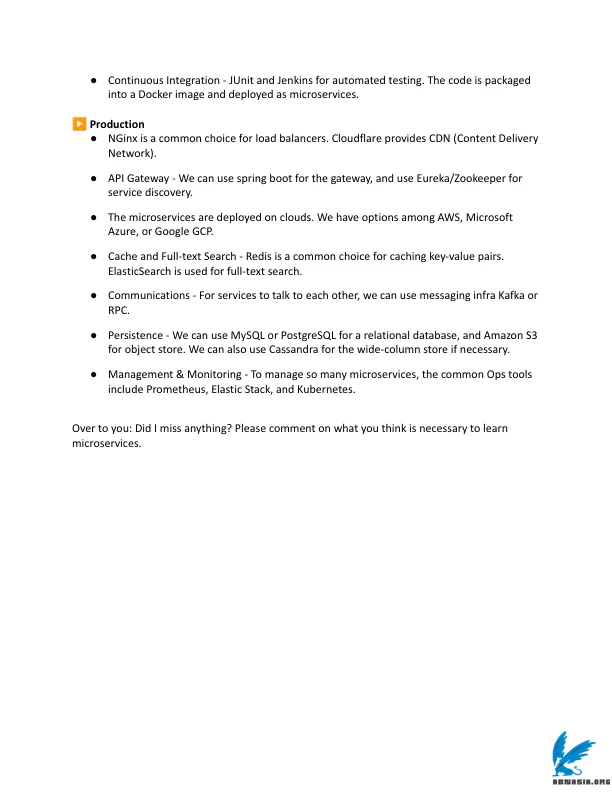 ● Continuous Integration - JUnit and Jenkins for automated testing. The code is packaged
into a Docker image and deployed as microservices.
▶️ Production
● NGinx is a common choice for load balancers. Cloudflare provides CDN (Content Delivery
Network).
● API Gateway - We can use spring boot for the gateway, and use Eureka/Zookeeper for
service discovery.
● The microservices are deployed on clouds. We have options among AWS, Microsoft
Azure, or Google GCP.
● Cache and Full-text Search - Redis is a common choice for caching key-value pairs.
ElasticSearch is used for full-text search.
● Communications - For services to talk to each other, we can use messaging infra Kafka or
RPC.
● Persistence - We can use MySQL or PostgreSQL for a relational database, and Amazon S3
for object store. We can also use Cassandra for the wide-column store if necessary.
● Management & Monitoring - To manage so many microservices, the common Ops tools
include Prometheus, Elastic Stack, and Kubernetes.
Over to you: Did I miss anything? Please comment on what you think is necessary to learn
microservices.
ABNASIA.ORG